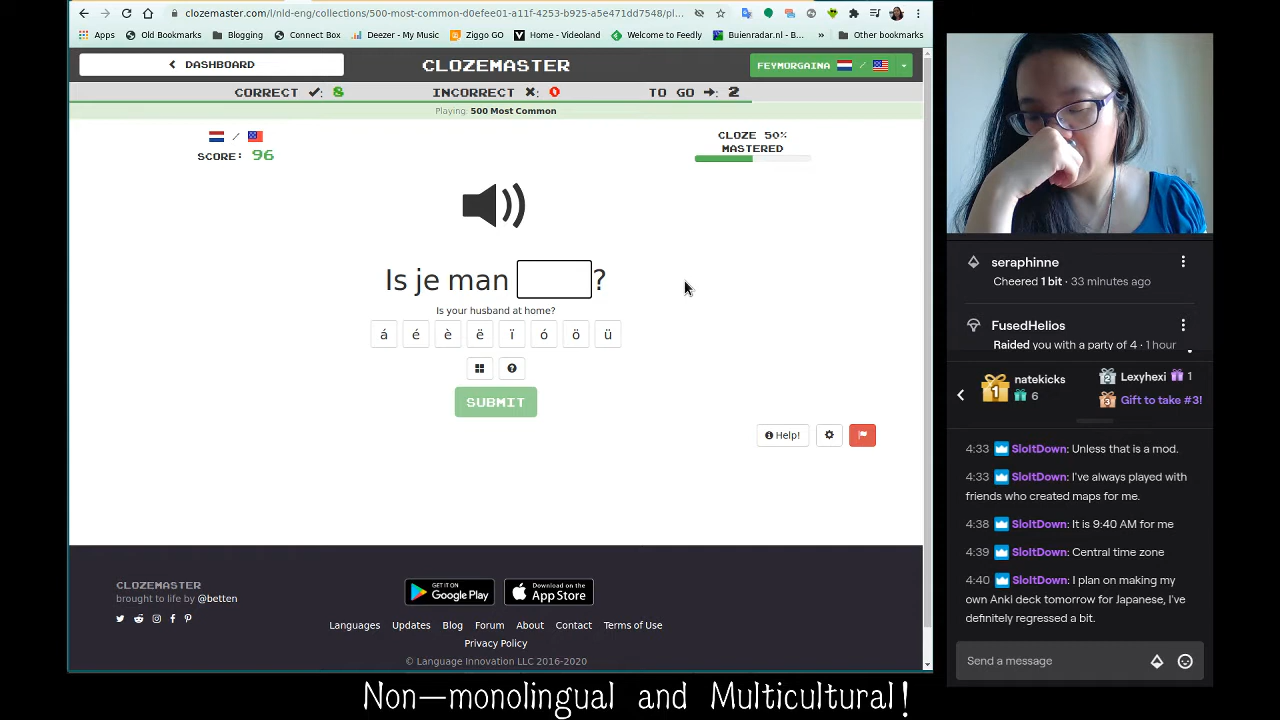 clozemaster.com/l/nld-eng/collections/500-most-common-d0efee01-a11f-4253-b925-a5e471dd7548/pl...
Apps Old Bookmarks Blogging Connect Box Deezer - My Music Ziggo GO Home - Videoland Welcome to Feedly Buienradar.nl - B... » Other bookmarks
DASHBOARD
CLOZEMASTER
FEYMORGAINA /
CORRECT ✔: 8 INCORRECT ✖: 0 TO GO →: 2
Playing: 500 Most Common
/
SCORE: 96
CLOZE 50%
MASTERED
Is je man ?
Is your husband at home?
á é è ë ï ó ö ü
SUBMIT
Help!
CLOZEMASTER
brought to life by @betten
GET IT ON
Google Play
Download on the
App Store
Languages Updates Blog Forum About Contact Terms of Use
Privacy Policy
© Language Innovation LLC 2016-2020
seraphinne
Cheered 1 bit · 33 minutes ago
FusedHelios
Raided you with a party of 4 · 1 hour
1 natekicks
6
2 Lexyhexi 1
3 Gift to take #3!
4:33 SloItDown: Unless that is a mod.
4:33 SloItDown: I've always played with
friends who created maps for me.
4:38 SloItDown: It is 9:40 AM for me
4:39 SloItDown: Central time zone
4:40 SloItDown: I plan on making my
own Anki deck tomorrow for Japanese, I've
definitely regressed a bit.
Send a message
Non-monolingual and Multicultural!